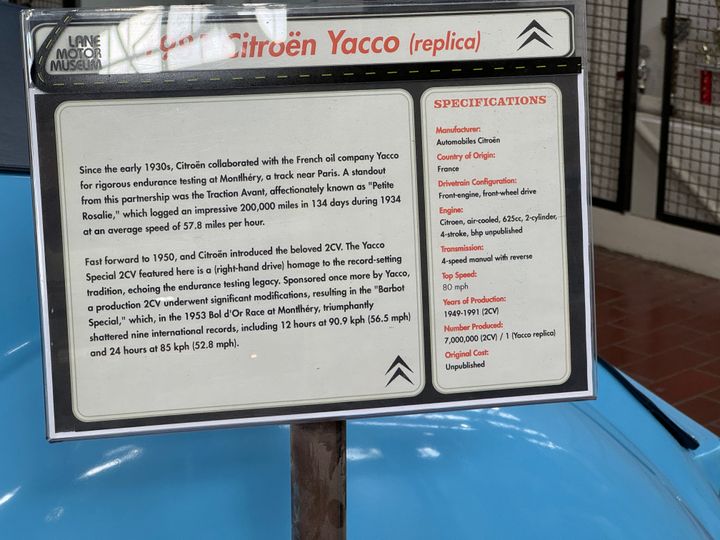 LANE
MOTOR
MUSEUM
Citroën Yacco (replica)
Since the early 1930s, Citroën collaborated with the French oil company Yacco
for rigorous endurance testing at Montlhéry, a track near Paris. A standout
from this partnership was the Traction Avant, affectionately known as "Petite
Rosalie," which logged an impressive 200,000 miles in 134 days during 1934
at an average speed of 57.8 miles per hour.
Fast forward to 1950, and Citroën introduced the beloved 2CV. The Yacco
Special 2CV featured here is a (right-hand drive) homage to the record-setting
tradition, echoing the endurance testing legacy. Sponsored once more by Yacco,
a production 2CV underwent significant modifications, resulting in the "Barbot
Special," which, in the 1953 Bol d'Or Race at Montlhéry, triumphantly
shattered nine international records, including 12 hours at 90.9 kph (56.5 mph)
and 24 hours at 85 kph (52.8 mph).
SPECIFICATIONS
Manufacturer:
Automobiles Citroën
Country of Origin:
France
Drivetrain Configuration:
Front-engine, front-wheel drive
Engine:
Citroen, air-cooled, 625cc, 2-cylinder,
4-stroke, bhp unpublished
Transmission:
4-speed manual with reverse
Top Speed:
80 mph
Years of Production:
1949-1991 (2CV)
Number Produced:
7,000,000 (2CV) / 1 (Yacco replica)
Original Cost:
Unpublished